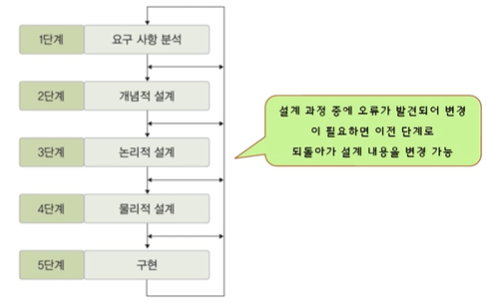 1단계 요구 사항 분석
2단계 개념적 설계
3단계 논리적 설계
4단계 물리적 설계
5단계 구현
설계 과정 중에 오류가 발견되어 변경
이 필요하면 이전 단계로
되돌아가 설계 내용을 변경 가능